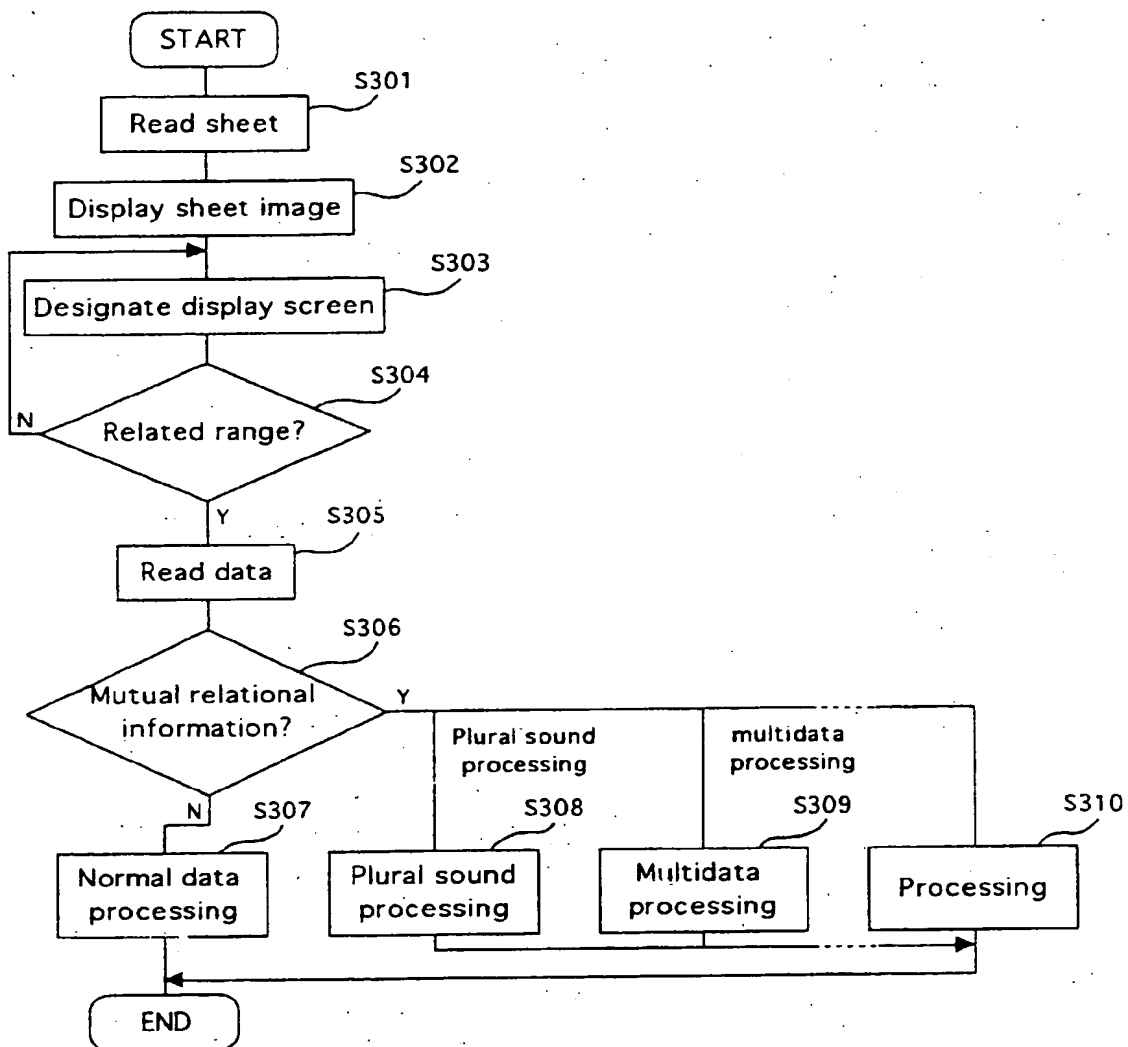 START
S301
Read sheet
S302
Display sheet image
S303
Designate display screen
S304
N
Related range?
Y
S305
Read data
S306
Mutual relational
information?
Y
Plural sound
processing
multidata
processing
N
S307
S308
S309
S310
Normal data
processing
Plural sound
processing
Multidata
processing
Processing
END